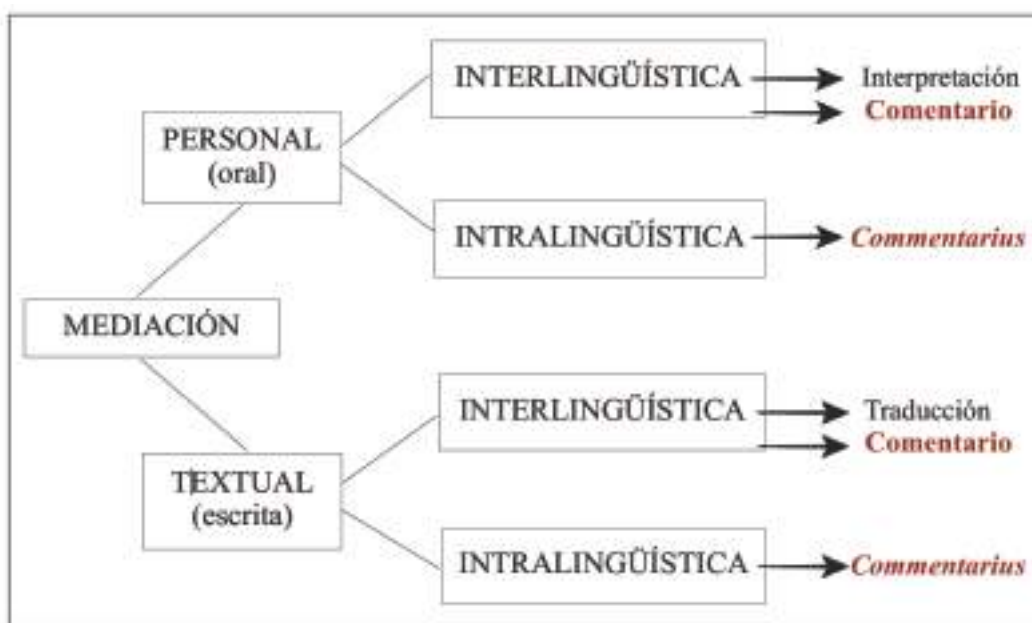 INTERLINGÜÍSTICA
Interpretación
Comentario
PERSONAL
(oral)
INTRALINGÜÍSTICA
Commentarius
MEDIACIÓN
INTERLINGÜÍSTICA
Traducción
Comentario
TEXTUAL
(escrita)
INTRALINGÜÍSTICA
Commentarius